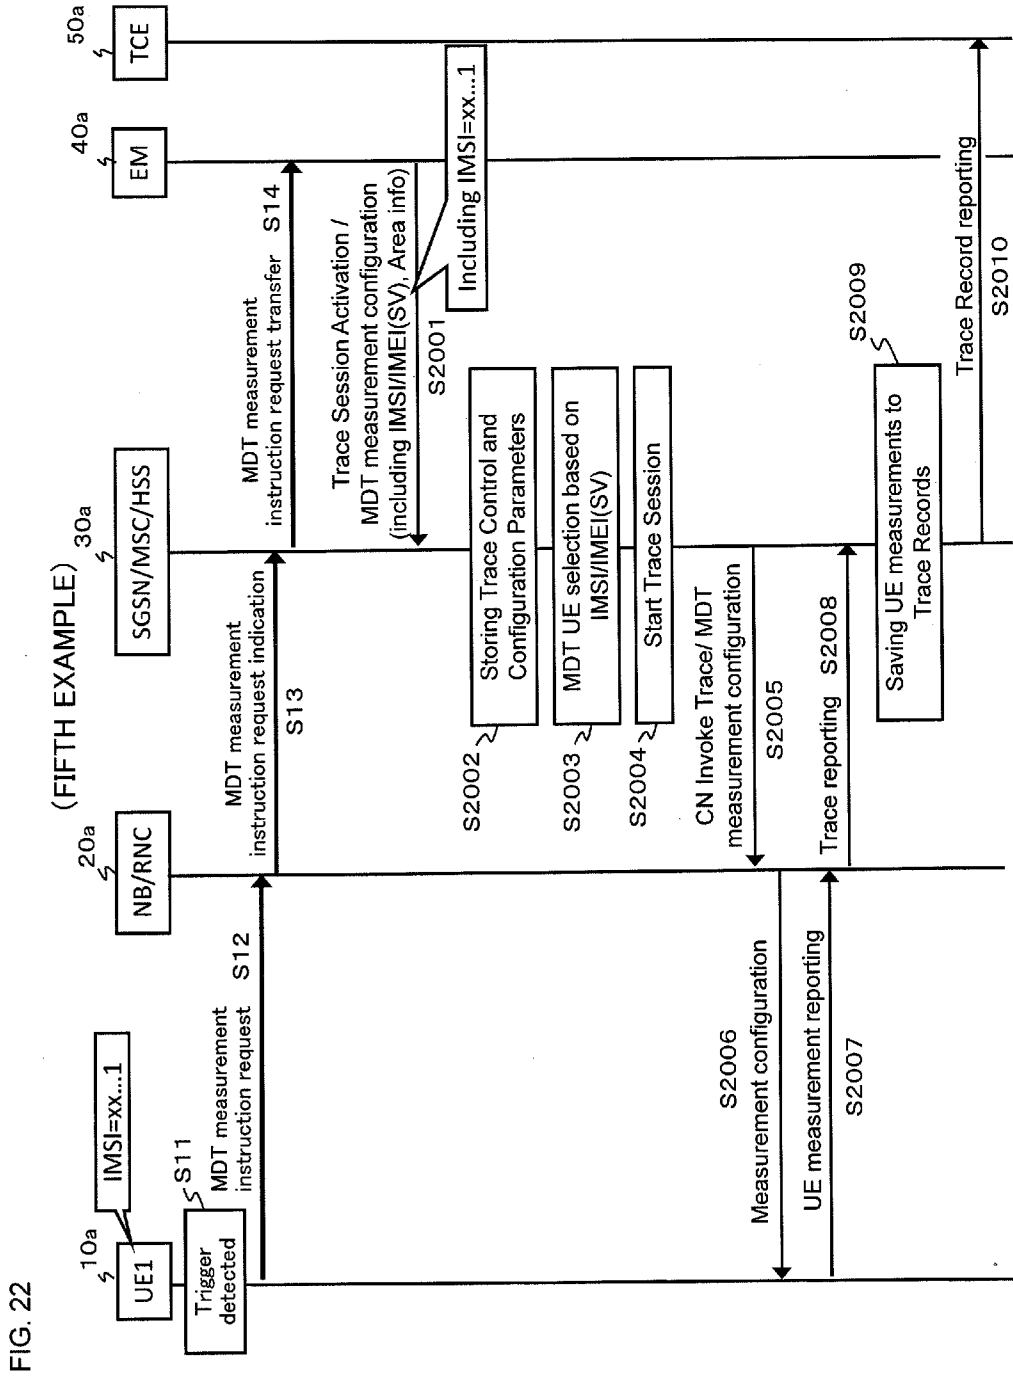 FIG. 22
(FIFTH EXAMPLE)
10a
UE1
IMSI=xx...1
20a
NB/RNC
30a
SGSN/MSC/HSS
40a
EM
50a
TCE
Trigger
detected
S11
MDT measurement
instruction request
S12
MDT measurement
instruction request indication
S13
MDT measurement
instruction request transfer
S14
Trace Session Activation /
MDT measurement configuration
(including IMSI/IMEI(SV), Area info)
S2001
Including IMSI=xx...1
Storing Trace Control and
Configuration Parameters
S2002
MDT UE selection based on
IMSI/IMEI(SV)
S2003
Start Trace Session
S2004
CN Invoke Trace/ MDT
measurement configuration
S2005
S2006
Measurement configuration
UE measurement reporting
S2007
Trace reporting
S2008
Saving UE measurements to
Trace Records
S2009
Trace Record reporting
S2010